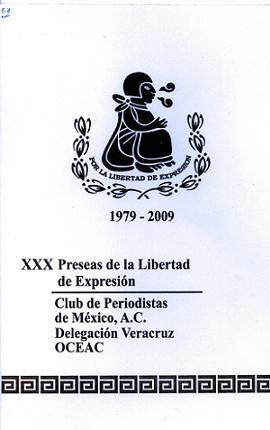 POR LA LIBERTAD DE EXPRESION
1979 - 2009
XXX Preseas de la Libertad
de Expresión
Club de Periodistas
de México, A.C.
Delegación Veracruz
OCEAC